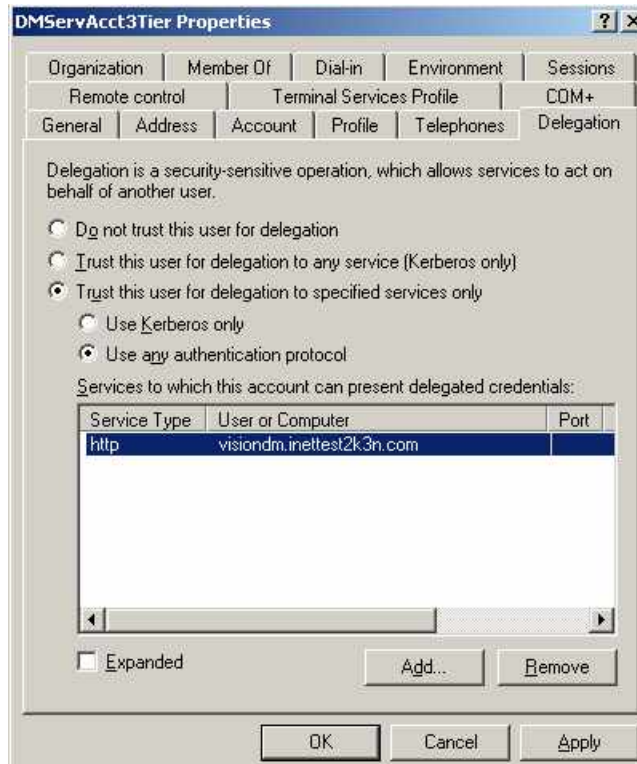 DMServAcct3Tier Properties
Organization Member Of Dial-in Environment Sessions
Remote control Terminal Services Profile COM+
General Address Account Profile Telephones Delegation
Delegation is a security-sensitive operation, which allows services to act on
behalf of another user.
Do not trust this user for delegation
Trust this user for delegation to any service (Kerberos only)
Trust this user for delegation to specified services only
Use Kerberos only
Use any authentication protocol
Services to which this account can present delegated credentials:
Service Type User or Computer Port
http visiondm.inettest2k3n.com
Expanded Add... Remove
OK Cancel Apply